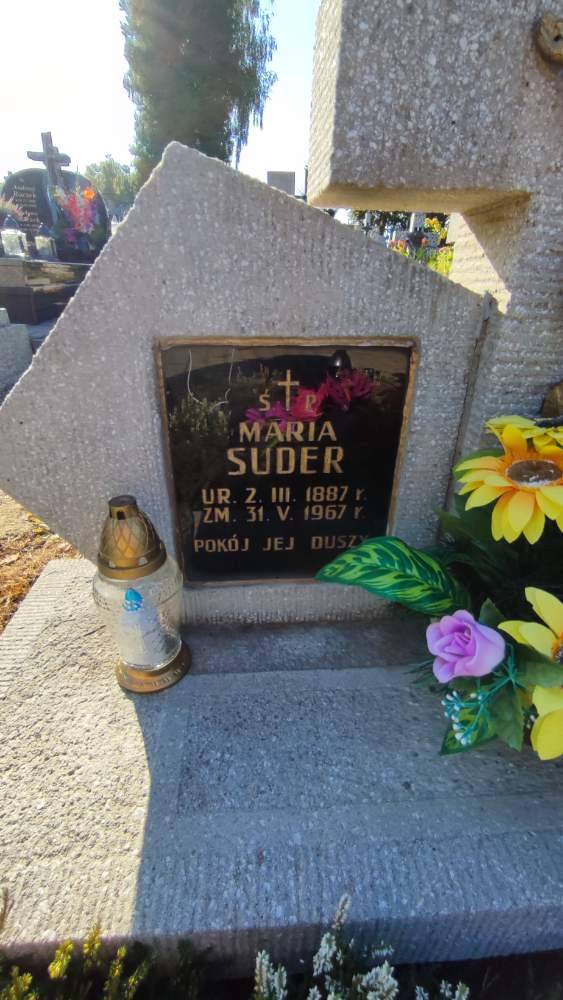 Ś P
MARIA
SUDER
UR. 2. III. 1887 r.
ZM. 31. V. 1967 r.
POKÓJ JEJ DUSZY